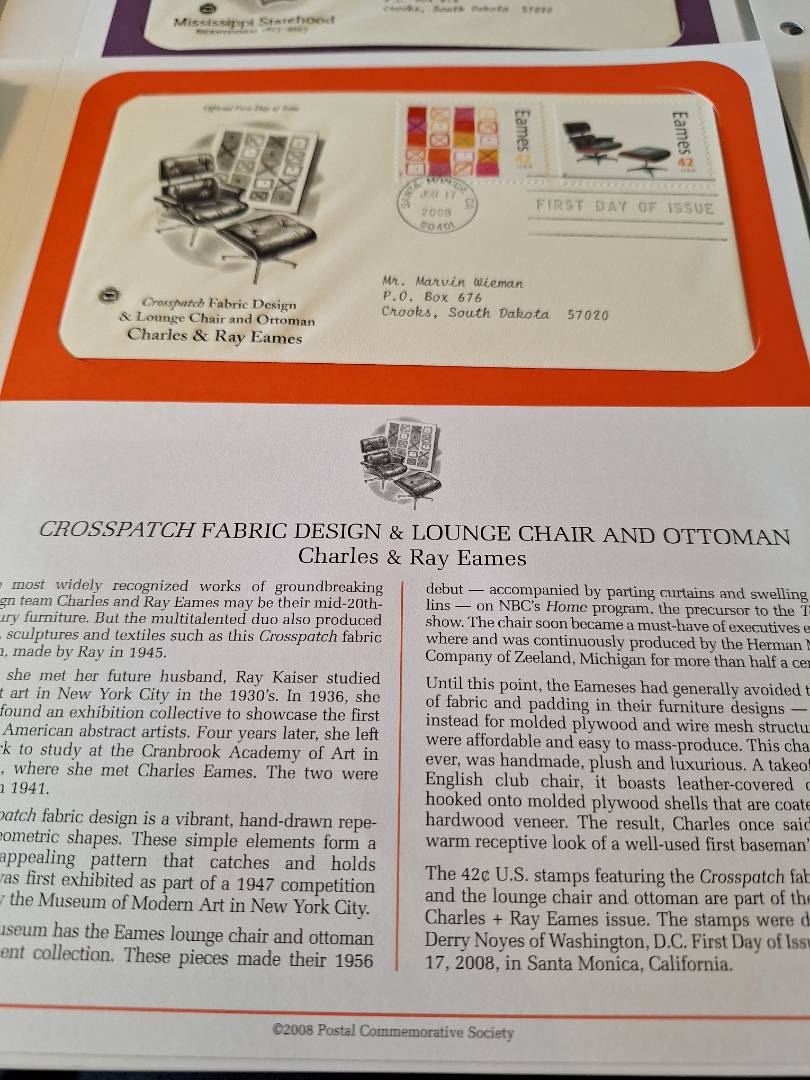 Mississippi Statehood
Crooks, South Dakota 57020
Official First Day of Issue
Eames
42
USA
Eames
42
USA
SANTA MONICA CA
JUN 17
2008
90401
FIRST DAY OF ISSUE
Mr. Marvin Wieman
P.O. Box 676
Crooks, South Dakota 57020
Crosspatch Fabric Design
& Lounge Chair and Ottoman
Charles & Ray Eames
CROSSPATCH FABRIC DESIGN & LOUNGE CHAIR AND OTTOMAN
Charles & Ray Eames
most widely recognized works of groundbreaking
gn team Charles and Ray Eames may be their mid-20th-
ury furniture. But the multitalented duo also produced
, sculptures and textiles such as this Crosspatch fabric
n, made by Ray in 1945.
she met her future husband, Ray Kaiser studied
t art in New York City in the 1930's. In 1936, she
found an exhibition collective to showcase the first
American abstract artists. Four years later, she left
rk to study at the Cranbrook Academy of Art in
, where she met Charles Eames. The two were
n 1941.
patch fabric design is a vibrant, hand-drawn repe-
eometric shapes. These simple elements form a
appealing pattern that catches and holds
was first exhibited as part of a 1947 competition
y the Museum of Modern Art in New York City.
useum has the Eames lounge chair and ottoman
ent collection. These pieces made their 1956
debut — accompanied by parting curtains and swelling
lins — on NBC's Home program, the precursor to the T
show. The chair soon became a must-have of executives e
where and was continuously produced by the Herman M
Company of Zeeland, Michigan for more than half a ce
Until this point, the Eameses had generally avoided t
of fabric and padding in their furniture designs —
instead for molded plywood and wire mesh structu
were affordable and easy to mass-produce. This cha
ever, was handmade, plush and luxurious. A takeof
English club chair, it boasts leather-covered c
hooked onto molded plywood shells that are coate
hardwood veneer. The result, Charles once said
warm receptive look of a well-used first baseman'
The 42¢ U.S. stamps featuring the Crosspatch fab
and the lounge chair and ottoman are part of the
Charles + Ray Eames issue. The stamps were d
Derry Noyes of Washington, D.C. First Day of Issu
17, 2008, in Santa Monica, California.
©2008 Postal Commemorative Society